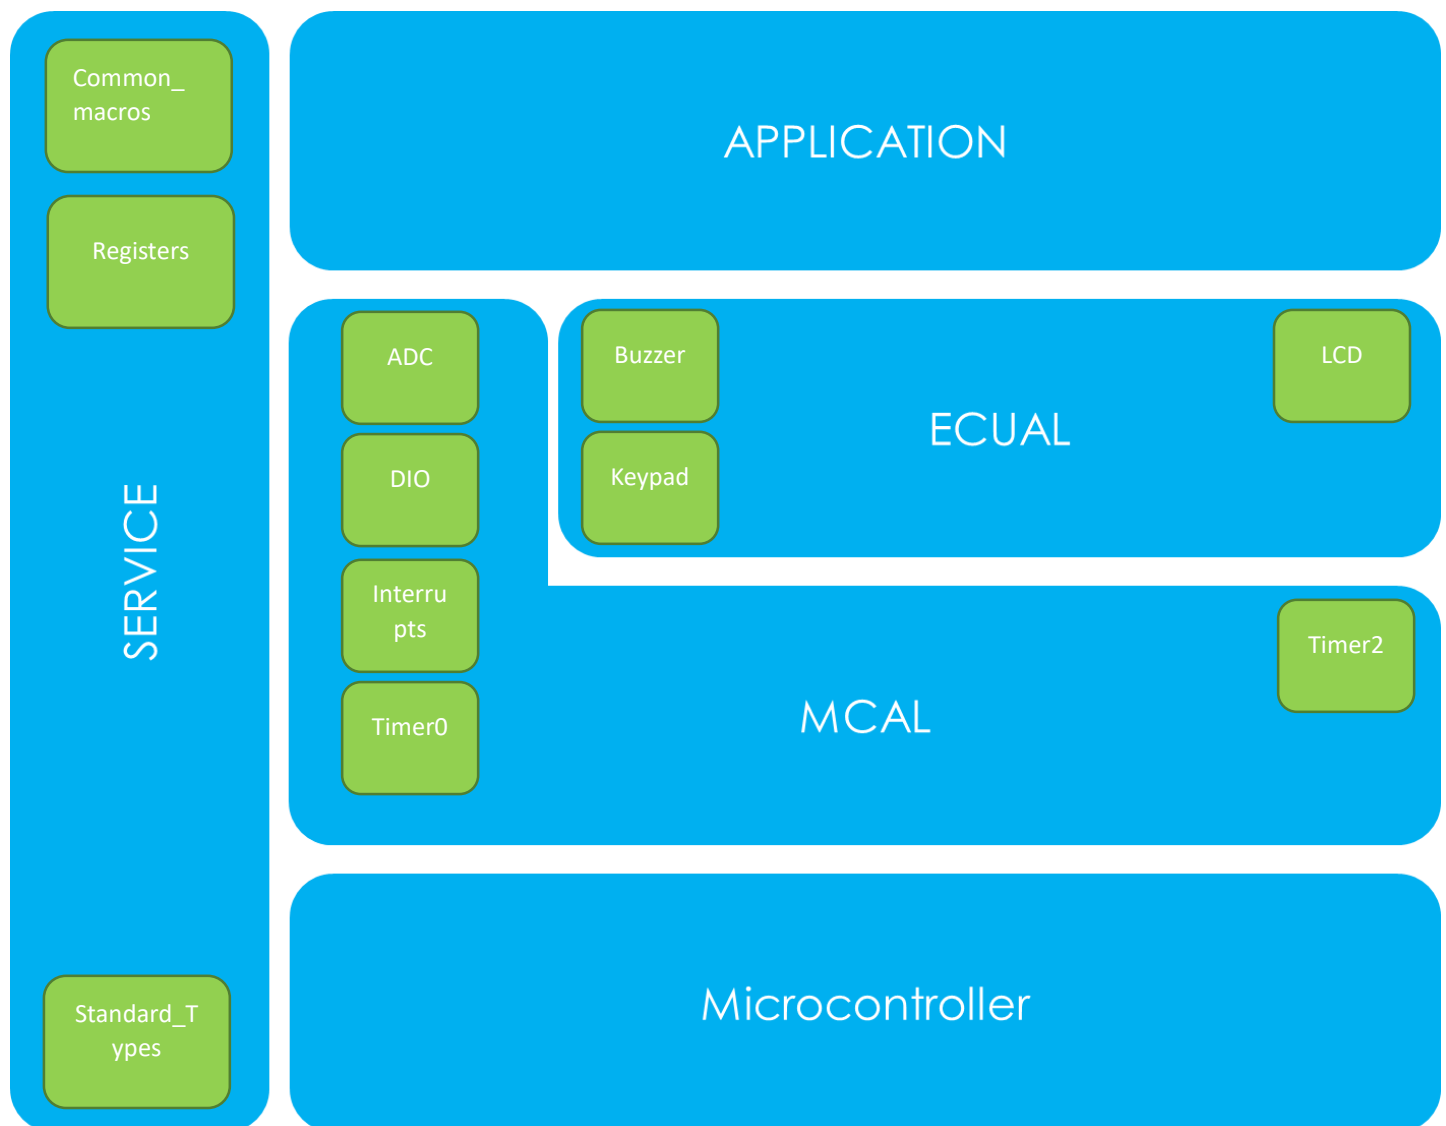 Common_
macros
Registers
SERVICE
Standard_T
ypes
APPLICATION
ADC
DIO
Interru
pts
Timer0
Buzzer
Keypad
ECUAL
LCD
MCAL
Timer2
Microcontroller